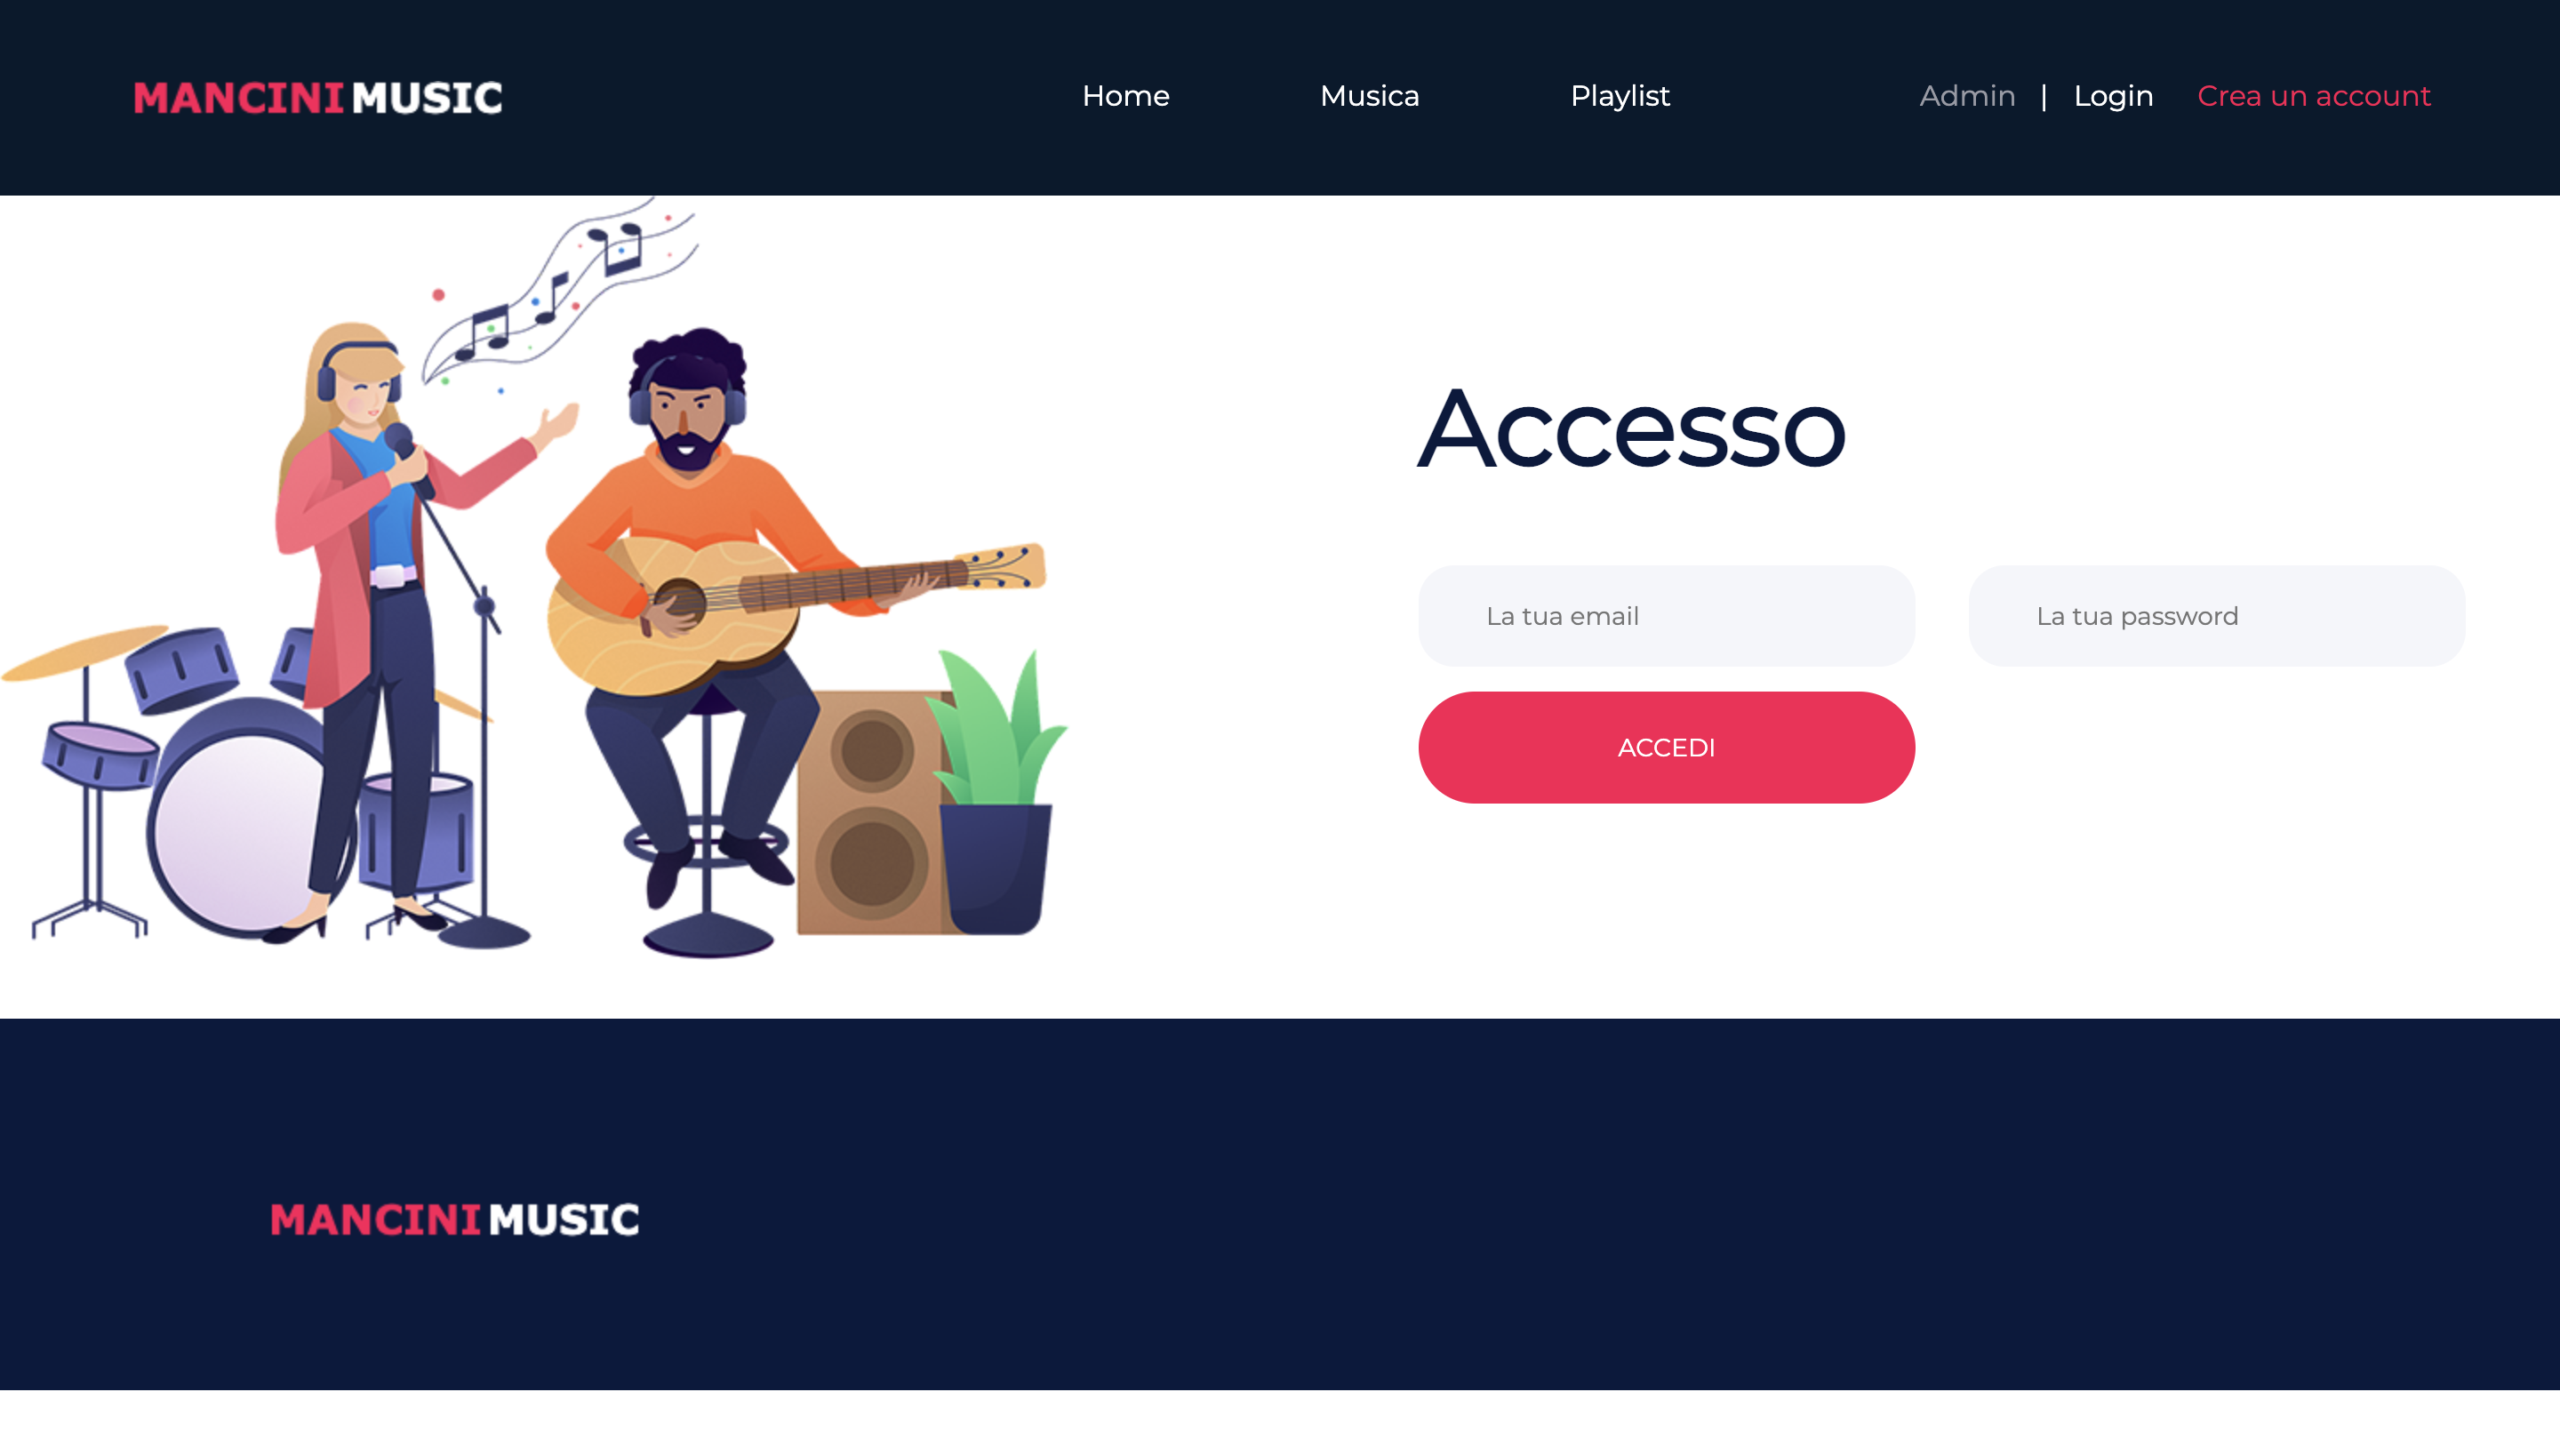 MANCINI MUSIC
Home Musica Playlist Admin | Login Crea un account
Accesso
La tua email La tua password
ACCEDI
MANCINI MUSIC